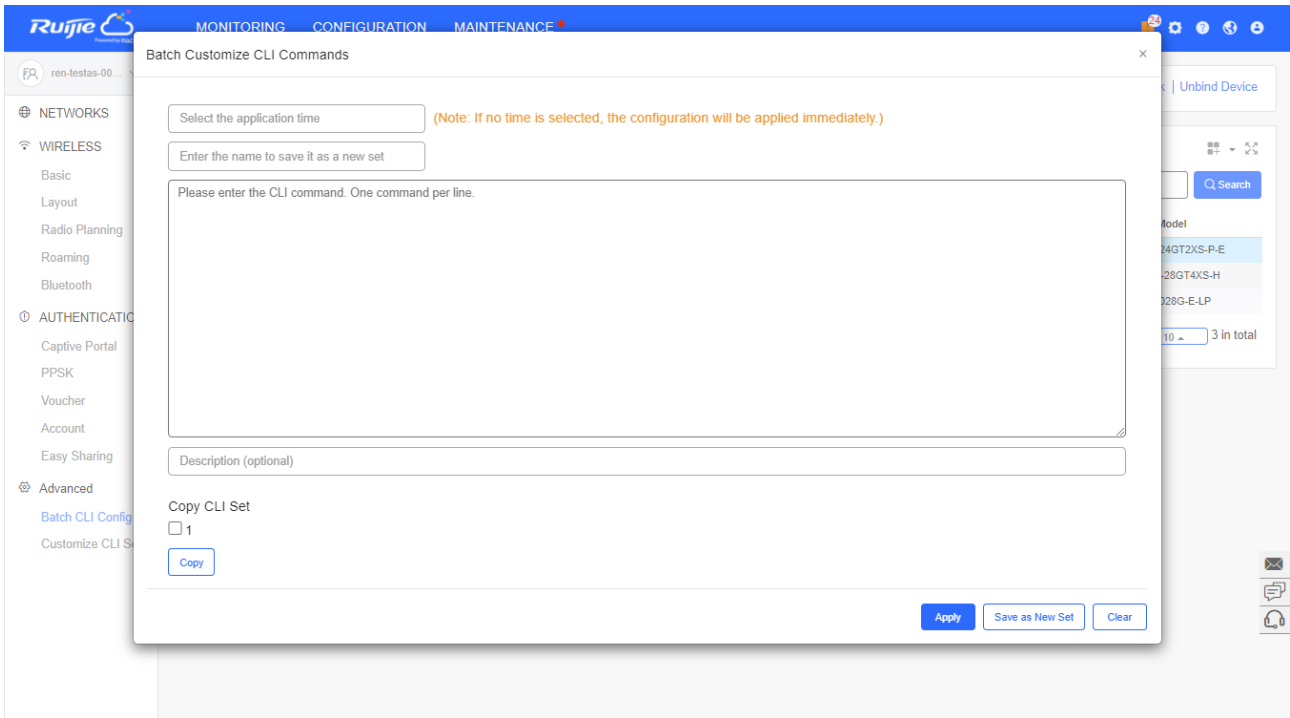 Ruijie
MONITORING CONFIGURATION MAINTENANCE
24
Batch Customize CLI Commands
×
ren-testas-00...
Unbind Device
NETWORKS
WIRELESS
Basic
Layout
Radio Planning
Roaming
Bluetooth
AUTHENTICATIO
Captive Portal
PPSK
Voucher
Account
Easy Sharing
Advanced
Batch CLI Config
Customize CLI Se
Select the application time
(Note: If no time is selected, the configuration will be applied immediately.)
Enter the name to save it as a new set
Please enter the CLI command. One command per line.
Description (optional)
Copy CLI Set
1
Copy
Apply Save as New Set Clear
Search
Model
24GT2XS-P-E
-28GT4XS-H
028G-E-LP
10 3 in total